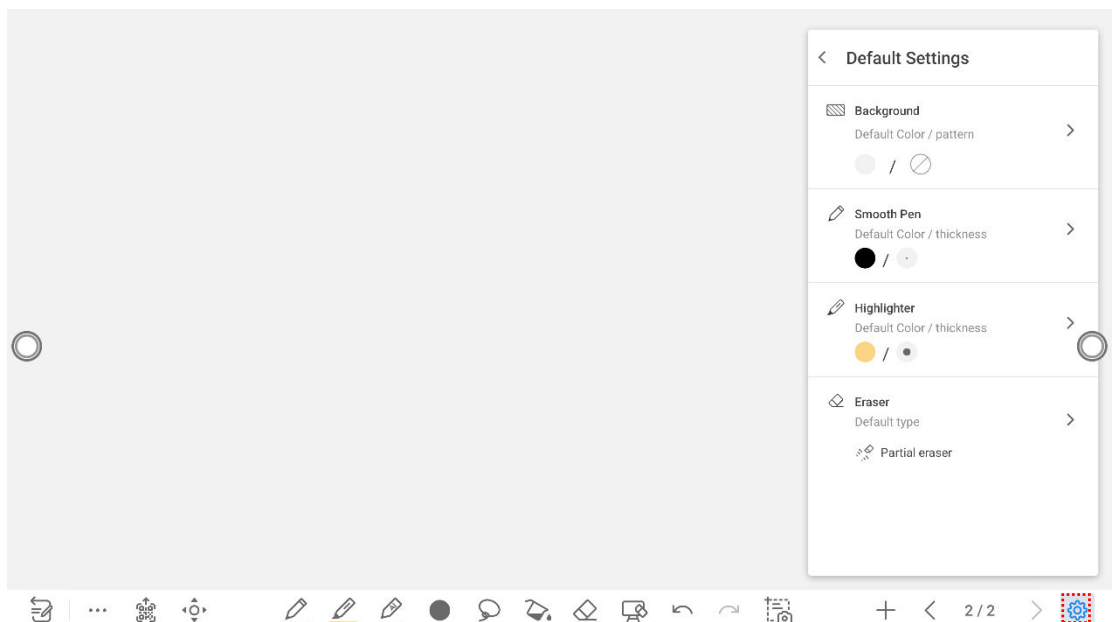 Default Settings
Background
Default Color / pattern
/
Smooth Pen
Default Color / thickness
/
Highlighter
Default Color / thickness
/
Eraser
Default type
Partial eraser
2/2